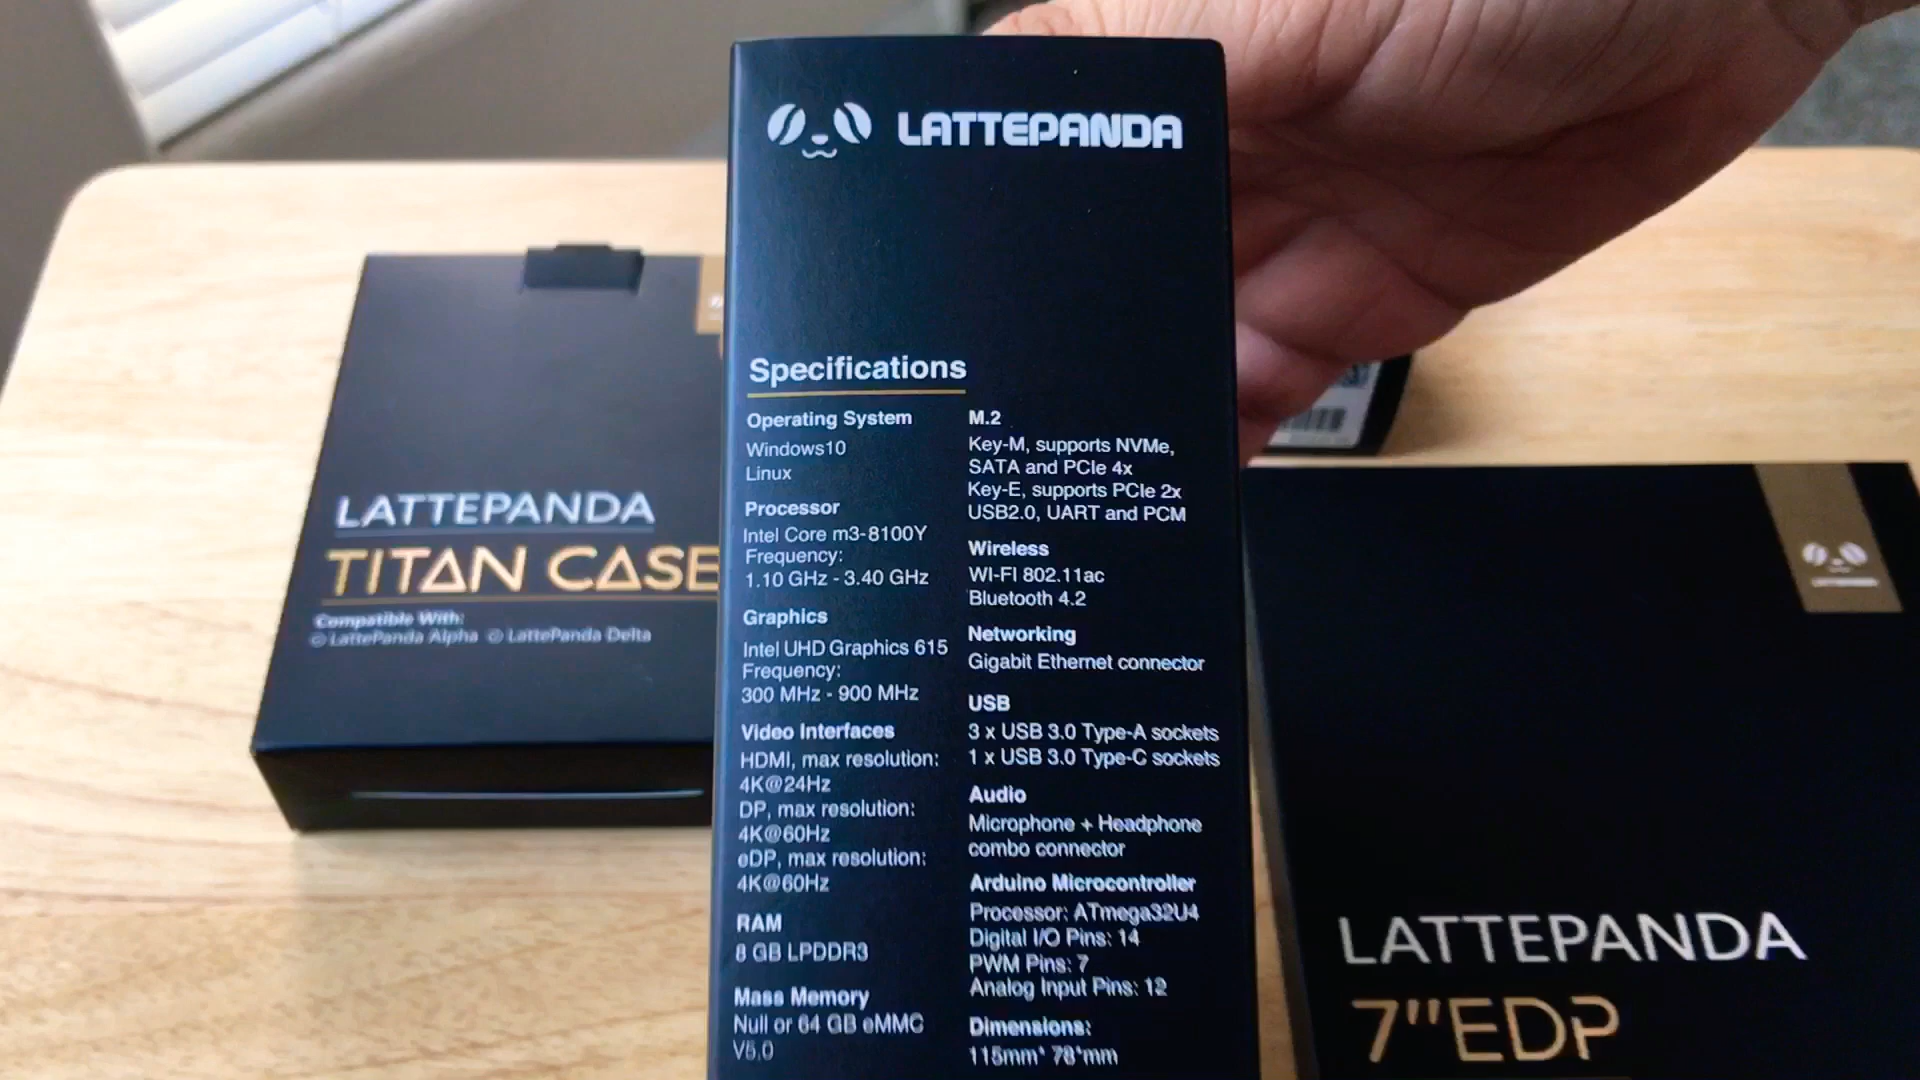 LATTEPANDA
Specifications
Operating System
Windows10
Linux
Processor
Intel Core m3-8100Y
Frequency:
1.10 GHz - 3.40 GHz
Graphics
Intel UHD Graphics 615
Frequency:
300 MHz - 900 MHz
Video Interfaces
HDMI, max resolution:
4K@24Hz
DP, max resolution:
4K@60Hz
eDP, max resolution:
4K@60Hz
RAM
8 GB LPDDR3
Mass Memory
Null or 64 GB eMMC
V5.0
M.2
Key-M, supports NVMe,
SATA and PCIe 4x
Key-E, supports PCIe 2x
USB2.0, UART and PCM
Wireless
WI-FI 802.11ac
Bluetooth 4.2
Networking
Gigabit Ethernet connector
USB
3 x USB 3.0 Type-A sockets
1 x USB 3.0 Type-C sockets
Audio
Microphone + Headphone
combo connector
Arduino Microcontroller
Processor: ATmega32U4
Digital I/O Pins: 14
PWM Pins: 7
Analog Input Pins: 12
Dimensions:
115mm* 78*mm
LATTEPANDA
TITAN CASE
Compatible With:
LattePanda Alpha LattePanda Delta
LATTEPANDA
7"EDP